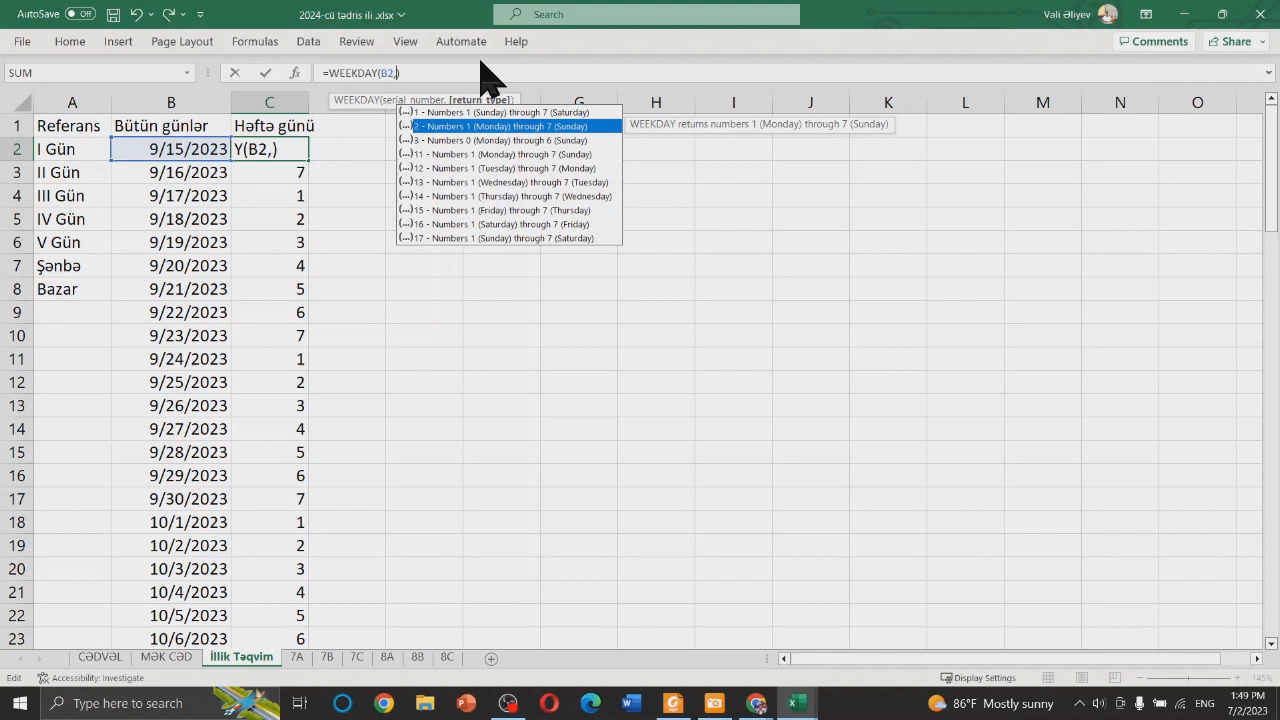 AutoSave Off 2024-cü tədris ili .xlsx Search Vəli Əliyev
File Home Insert Page Layout Formulas Data Review View Automate Help Comments Share
SUM fx =WEEKDAY(B2,)
WEEKDAY(serial_number, [return_type])
A B C G H I J K L M N O
(...) 1 - Numbers 1 (Sunday) through 7 (Saturday)
(...) 2 - Numbers 1 (Monday) through 7 (Sunday) WEEKDAY returns numbers 1 (Monday) through 7 (Sunday)
(...) 3 - Numbers 0 (Monday) through 6 (Sunday)
(...) 11 - Numbers 1 (Monday) through 7 (Sunday)
(...) 12 - Numbers 1 (Tuesday) through 7 (Monday)
(...) 13 - Numbers 1 (Wednesday) through 7 (Tuesday)
(...) 14 - Numbers 1 (Thursday) through 7 (Wednesday)
(...) 15 - Numbers 1 (Friday) through 7 (Thursday)
(...) 16 - Numbers 1 (Saturday) through 7 (Friday)
(...) 17 - Numbers 1 (Sunday) through 7 (Saturday)
1 Referans Bütün günlər Həftə günü
2 I Gün 9/15/2023 Y(B2,)
3 II Gün 9/16/2023 7
4 III Gün 9/17/2023 1
5 IV Gün 9/18/2023 2
6 V Gün 9/19/2023 3
7 Şənbə 9/20/2023 4
8 Bazar 9/21/2023 5
9 9/22/2023 6
10 9/23/2023 7
11 9/24/2023 1
12 9/25/2023 2
13 9/26/2023 3
14 9/27/2023 4
15 9/28/2023 5
16 9/29/2023 6
17 9/30/2023 7
18 10/1/2023 1
19 10/2/2023 2
20 10/3/2023 3
21 10/4/2023 4
22 10/5/2023 5
23 10/6/2023 6
CƏDVƏL MƏK CƏD İllik Təqvim 7A 7B 7C 8A 8B 8C
Edit Accessibility: Investigate Display Settings 145%
Type here to search 86°F Mostly sunny ENG 1:49 PM
7/2/2023